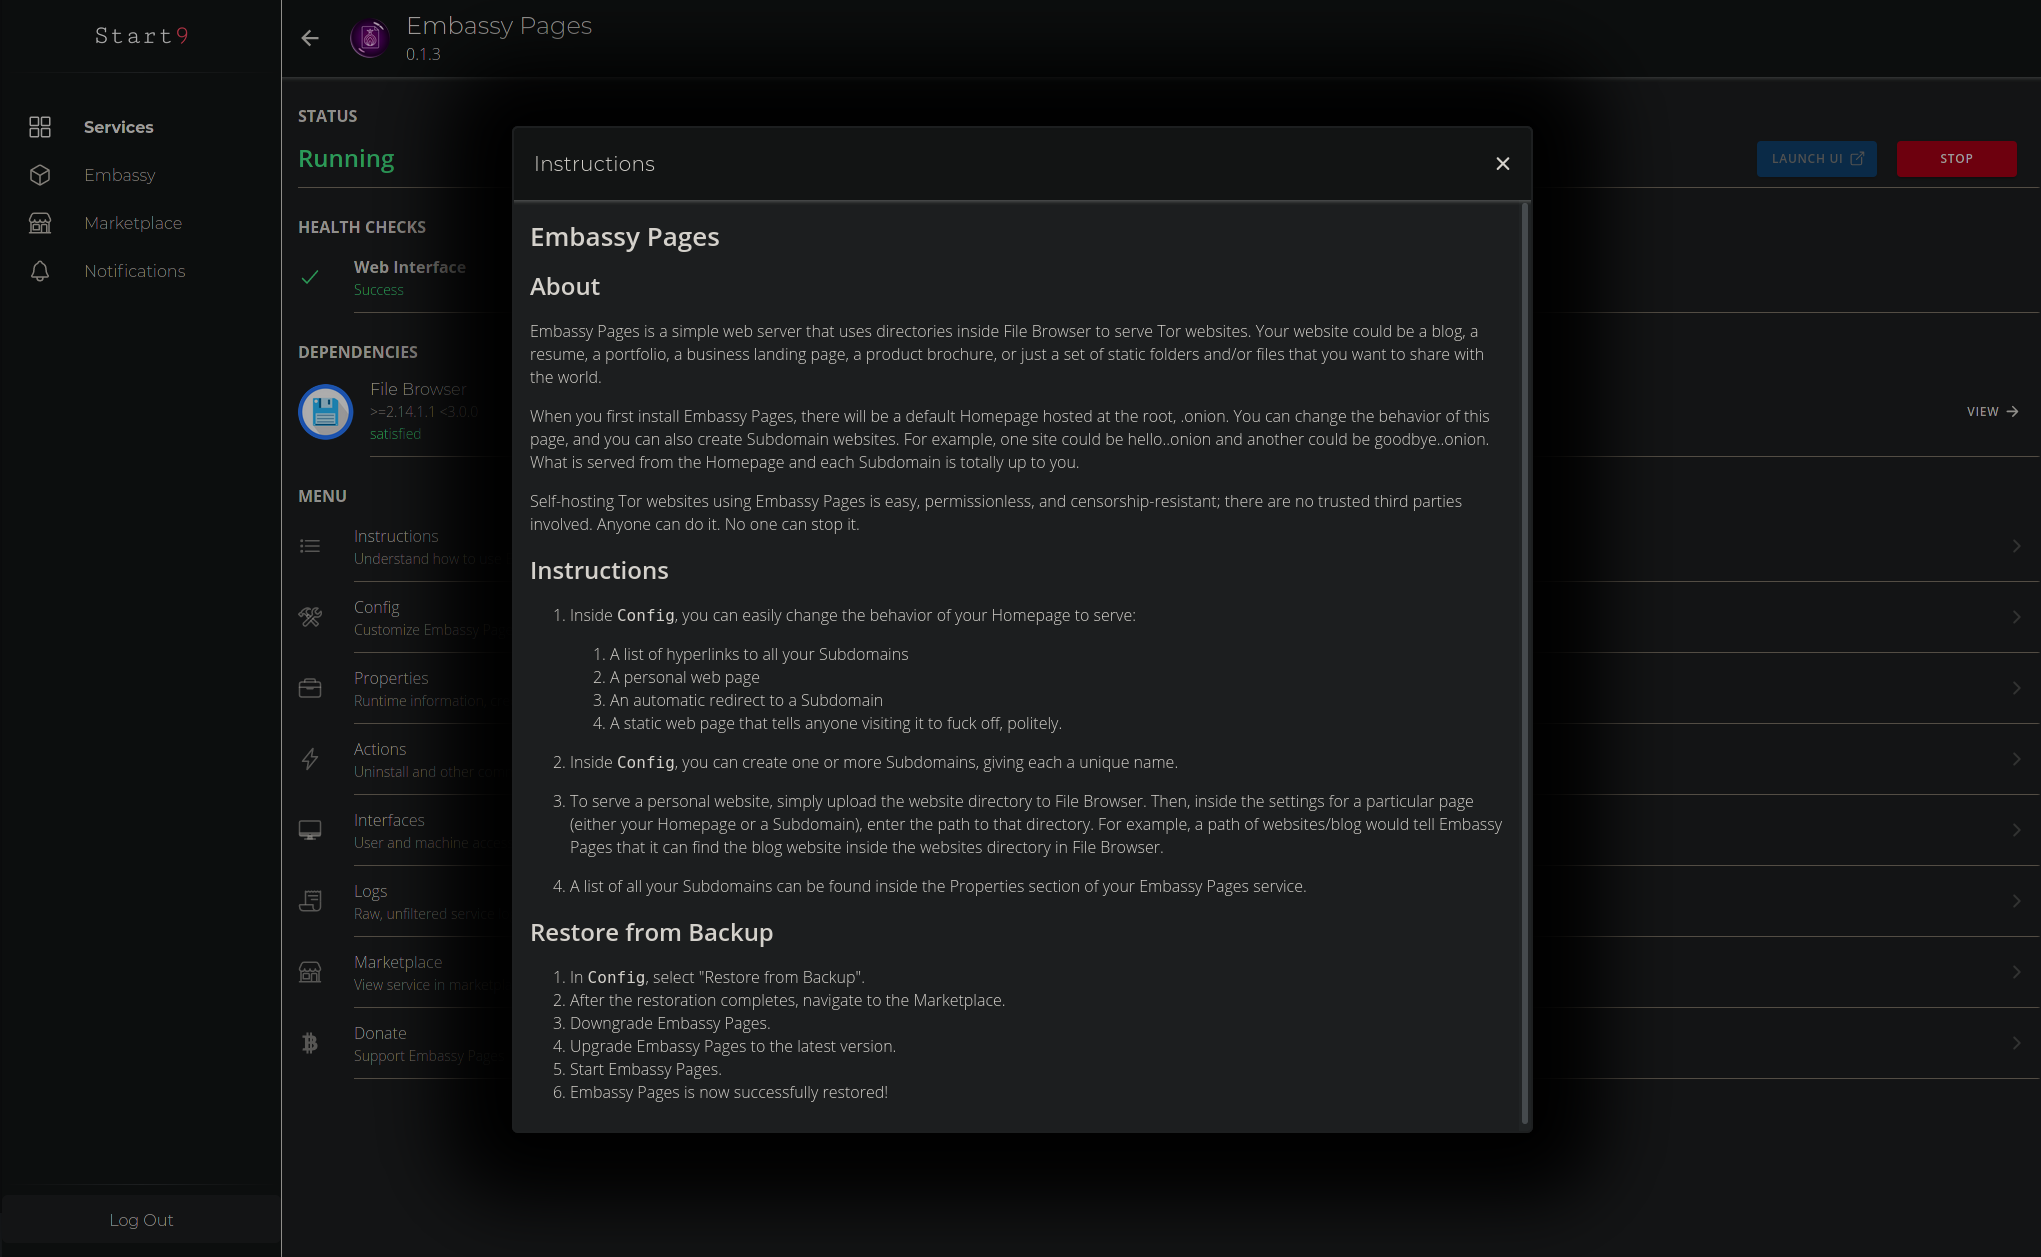 Start9
Services
Embassy
Marketplace
Notifications
Log Out
Embassy Pages
0.1.3
STATUS
Running
LAUNCH UI
STOP
HEALTH CHECKS
Web Interface
Success
DEPENDENCIES
File Browser
>=2.14.1.1 <3.0.0
satisfied
VIEW
MENU
Instructions
Understand how to use
Config
Customize Embassy
Properties
Runtime information,
Actions
Uninstall and other
Interfaces
User and machine
Logs
Raw, unfiltered service
Marketplace
View service in
Donate
Support Embassy Pages
Instructions
Embassy Pages
About
Embassy Pages is a simple web server that uses directories inside File Browser to serve Tor websites. Your website could be a blog, a
resume, a portfolio, a business landing page, a product brochure, or just a set of static folders and/or files that you want to share with
the world.
When you first install Embassy Pages, there will be a default Homepage hosted at the root, .onion. You can change the behavior of this
page, and you can also create Subdomain websites. For example, one site could be hello..onion and another could be goodbye..onion.
What is served from the Homepage and each Subdomain is totally up to you.
Self-hosting Tor websites using Embassy Pages is easy, permissionless, and censorship-resistant; there are no trusted third parties
involved. Anyone can do it. No one can stop it.
Instructions
1. Inside Config, you can easily change the behavior of your Homepage to serve:
1. A list of hyperlinks to all your Subdomains
2. A personal web page
3. An automatic redirect to a Subdomain
4. A static web page that tells anyone visiting it to fuck off, politely.
2. Inside Config, you can create one or more Subdomains, giving each a unique name.
3. To serve a personal website, simply upload the website directory to File Browser. Then, inside the settings for a particular page
(either your Homepage or a Subdomain), enter the path to that directory. For example, a path of websites/blog would tell Embassy
Pages that it can find the blog website inside the websites directory in File Browser.
4. A list of all your Subdomains can be found inside the Properties section of your Embassy Pages service.
Restore from Backup
1. In Config, select "Restore from Backup".
2. After the restoration completes, navigate to the Marketplace.
3. Downgrade Embassy Pages.
4. Upgrade Embassy Pages to the latest version.
5. Start Embassy Pages.
6. Embassy Pages is now successfully restored!